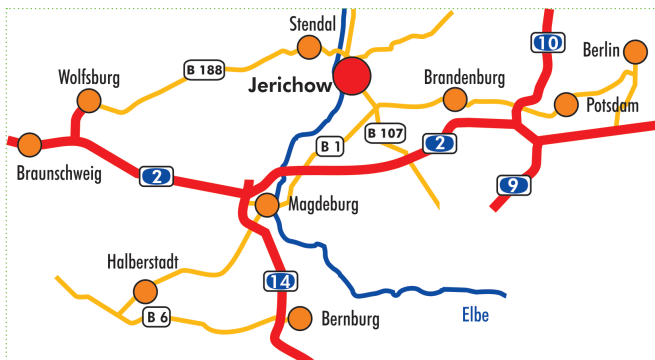 Stendal
10
Berlin
Wolfsburg
B 188
Jerichow
Brandenburg
Potsdam
B 107
B 1
2
Braunschweig
2
9
Magdeburg
Halberstadt
14
B 6
Bernburg
Elbe